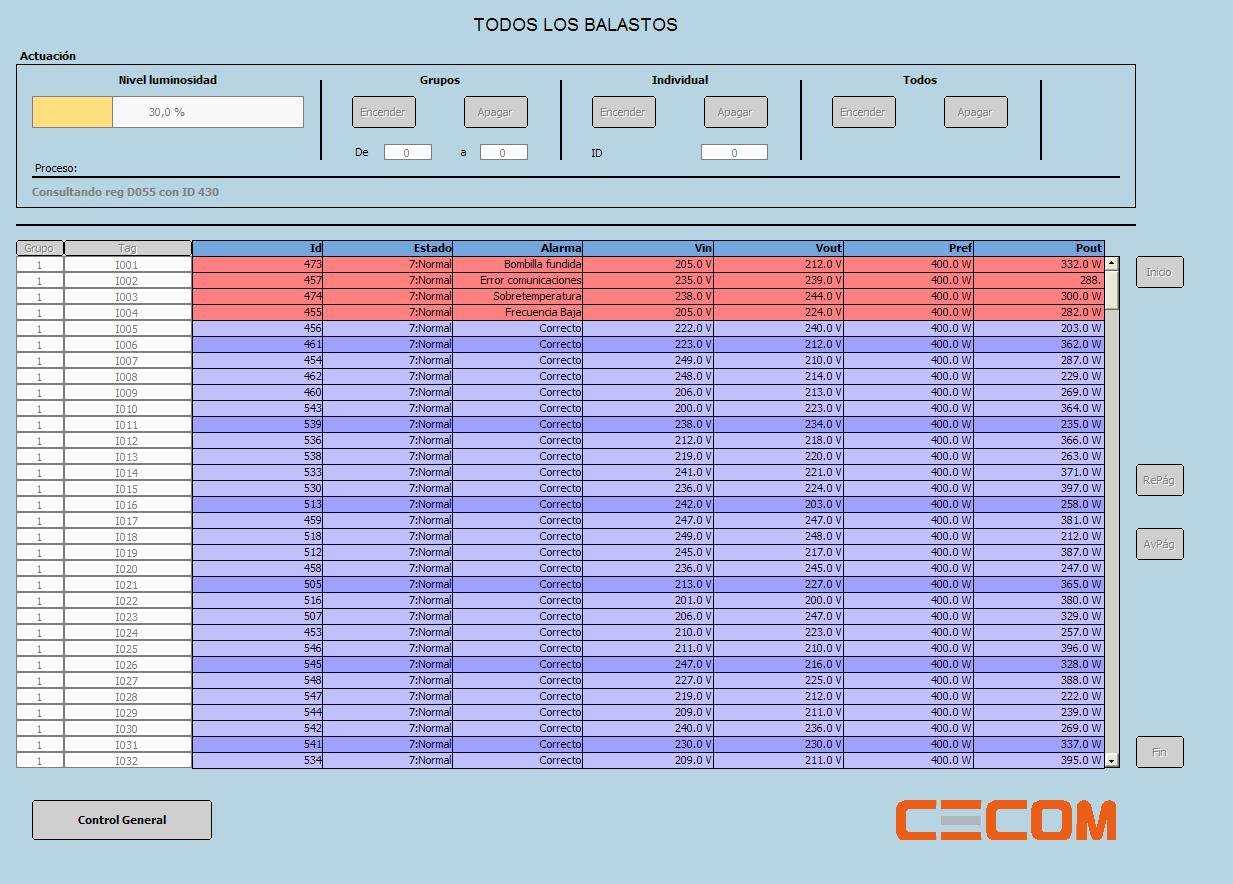 TODOS LOS BALASTOS
Actuación
Nivel luminosidad Grupos Individual Todos
30,0 % Encender Apagar Encender Apagar Encender Apagar
De 0 a 0 ID 0
Proceso:
Consultando reg D055 con ID 430
Grupo Tag Id Estado Alarma Vin Vout Pref Pout
1 I001 473 7:Normal Bombilla fundida 205.0 V 212.0 V 400.0 W 332.0 W
Inicio
1 I002 457 7:Normal Error comunicaciones 235.0 V 239.0 V 400.0 W 288.
1 I003 474 7:Normal Sobretemperatura 238.0 V 244.0 V 400.0 W 300.0 W
1 I004 455 7:Normal Frecuencia Baja 205.0 V 224.0 V 400.0 W 282.0 W
1 I005 456 7:Normal Correcto 222.0 V 240.0 V 400.0 W 203.0 W
1 I006 461 7:Normal Correcto 223.0 V 212.0 V 400.0 W 362.0 W
1 I007 454 7:Normal Correcto 249.0 V 210.0 V 400.0 W 287.0 W
1 I008 462 7:Normal Correcto 248.0 V 214.0 V 400.0 W 229.0 W
1 I009 460 7:Normal Correcto 206.0 V 213.0 V 400.0 W 269.0 W
1 I010 543 7:Normal Correcto 200.0 V 223.0 V 400.0 W 364.0 W
1 I011 539 7:Normal Correcto 238.0 V 234.0 V 400.0 W 235.0 W
1 I012 536 7:Normal Correcto 212.0 V 218.0 V 400.0 W 366.0 W
1 I013 538 7:Normal Correcto 219.0 V 220.0 V 400.0 W 263.0 W
1 I014 533 7:Normal Correcto 241.0 V 221.0 V 400.0 W 371.0 W
RePág
1 I015 530 7:Normal Correcto 236.0 V 224.0 V 400.0 W 397.0 W
1 I016 513 7:Normal Correcto 242.0 V 203.0 V 400.0 W 258.0 W
1 I017 459 7:Normal Correcto 247.0 V 247.0 V 400.0 W 381.0 W
1 I018 518 7:Normal Correcto 249.0 V 248.0 V 400.0 W 212.0 W
AvPág
1 I019 512 7:Normal Correcto 245.0 V 217.0 V 400.0 W 387.0 W
1 I020 458 7:Normal Correcto 236.0 V 245.0 V 400.0 W 247.0 W
1 I021 505 7:Normal Correcto 213.0 V 227.0 V 400.0 W 365.0 W
1 I022 516 7:Normal Correcto 201.0 V 200.0 V 400.0 W 380.0 W
1 I023 507 7:Normal Correcto 206.0 V 247.0 V 400.0 W 329.0 W
1 I024 453 7:Normal Correcto 210.0 V 223.0 V 400.0 W 257.0 W
1 I025 546 7:Normal Correcto 211.0 V 210.0 V 400.0 W 396.0 W
1 I026 545 7:Normal Correcto 247.0 V 216.0 V 400.0 W 328.0 W
1 I027 548 7:Normal Correcto 227.0 V 225.0 V 400.0 W 388.0 W
1 I028 547 7:Normal Correcto 219.0 V 212.0 V 400.0 W 222.0 W
1 I029 544 7:Normal Correcto 209.0 V 211.0 V 400.0 W 239.0 W
1 I030 542 7:Normal Correcto 240.0 V 236.0 V 400.0 W 269.0 W
1 I031 541 7:Normal Correcto 230.0 V 230.0 V 400.0 W 337.0 W
Fin
1 I032 534 7:Normal Correcto 209.0 V 211.0 V 400.0 W 395.0 W
Control General
CECOM